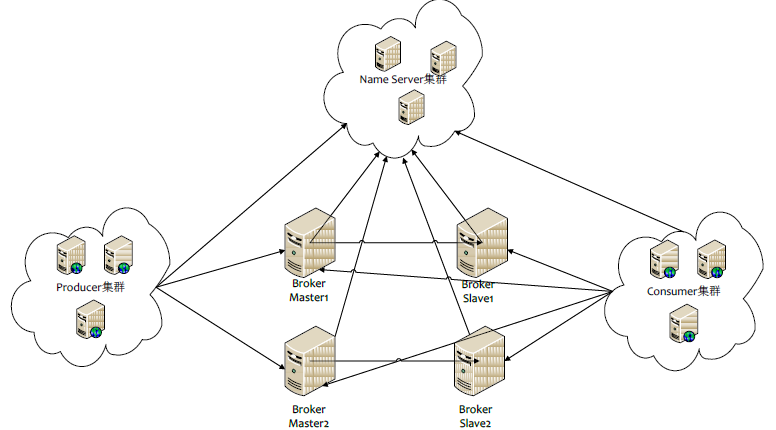 Name Server集群
Producer集群
Broker
Master1
Broker
Slave1
Consumer集群
Broker
Master2
Broker
Slave2